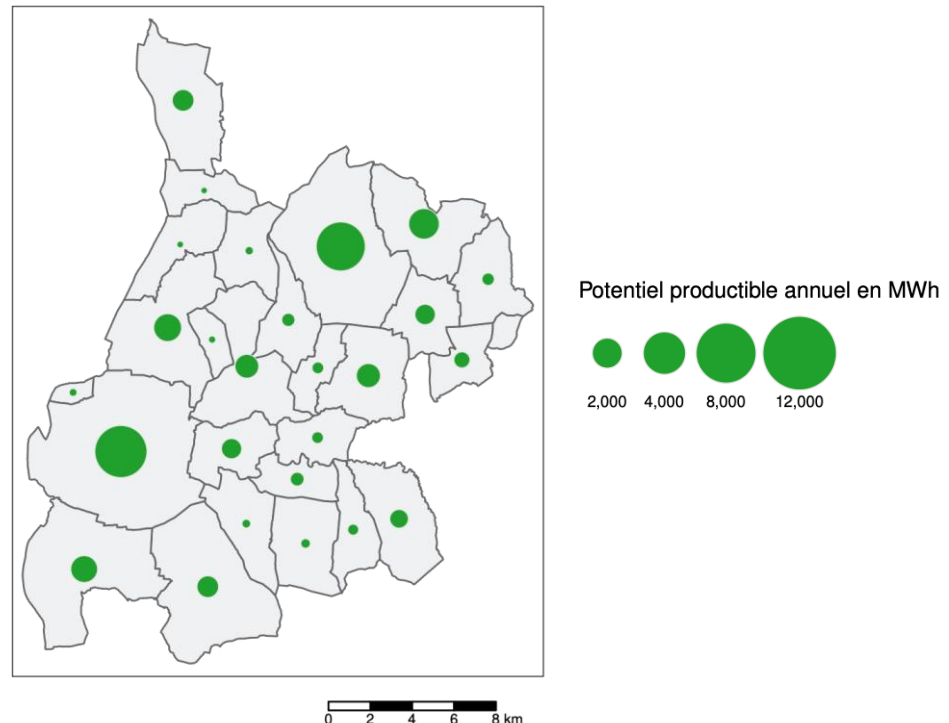 Potentiel productible annuel en MWh
2,000 4,000 8,000 12,000
0 2 4 6 8 km